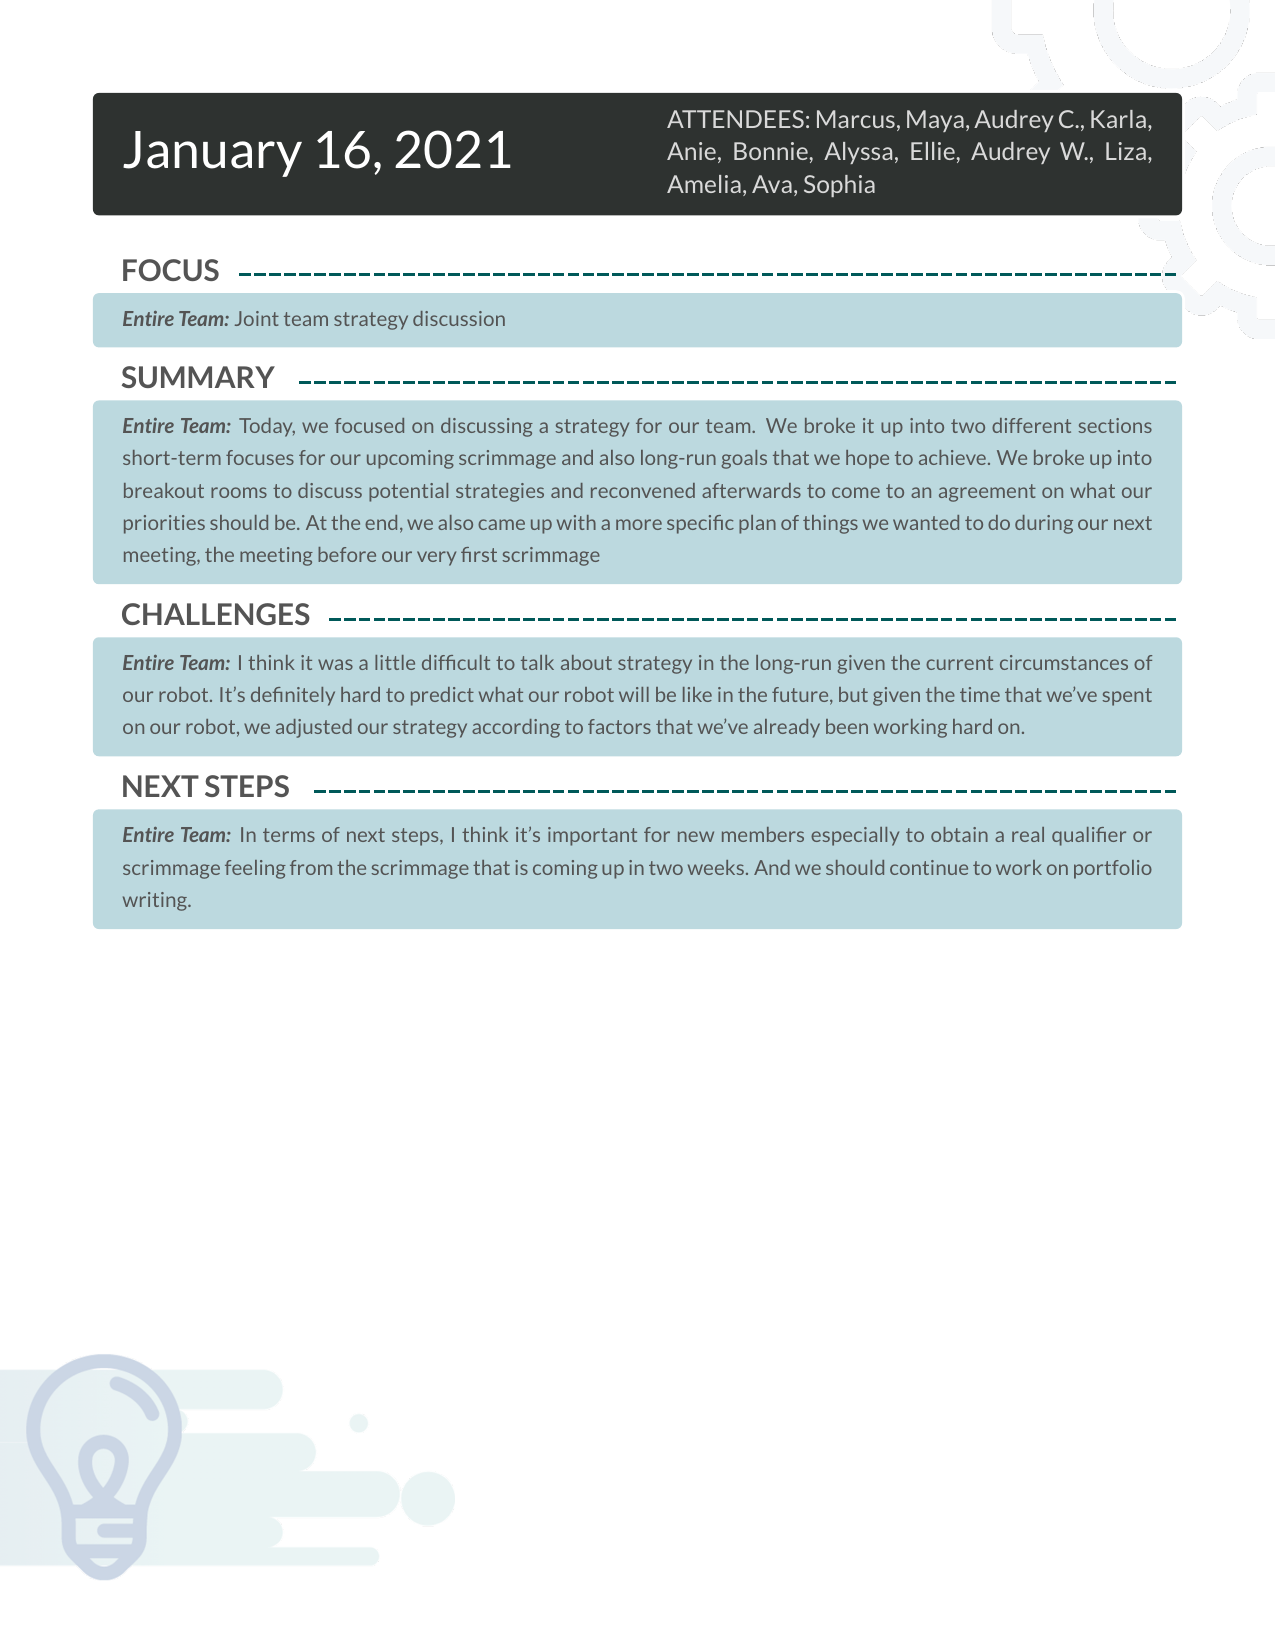 January 16, 2021
ATTENDEES: Marcus, Maya, Audrey C., Karla,
Anie, Bonnie, Alyssa, Ellie, Audrey W., Liza,
Amelia, Ava, Sophia
FOCUS
Entire Team: Joint team strategy discussion
SUMMARY
Entire Team: Today, we focused on discussing a strategy for our team. We broke it up into two different sections
short-term focuses for our upcoming scrimmage and also long-run goals that we hope to achieve. We broke up into
breakout rooms to discuss potential strategies and reconvened afterwards to come to an agreement on what our
priorities should be. At the end, we also came up with a more specific plan of things we wanted to do during our next
meeting, the meeting before our very first scrimmage
CHALLENGES
Entire Team: I think it was a little difficult to talk about strategy in the long-run given the current circumstances of
our robot. It’s definitely hard to predict what our robot will be like in the future, but given the time that we’ve spent
on our robot, we adjusted our strategy according to factors that we’ve already been working hard on.
NEXT STEPS
Entire Team: In terms of next steps, I think it’s important for new members especially to obtain a real qualifier or
scrimmage feeling from the scrimmage that is coming up in two weeks. And we should continue to work on portfolio
writing.